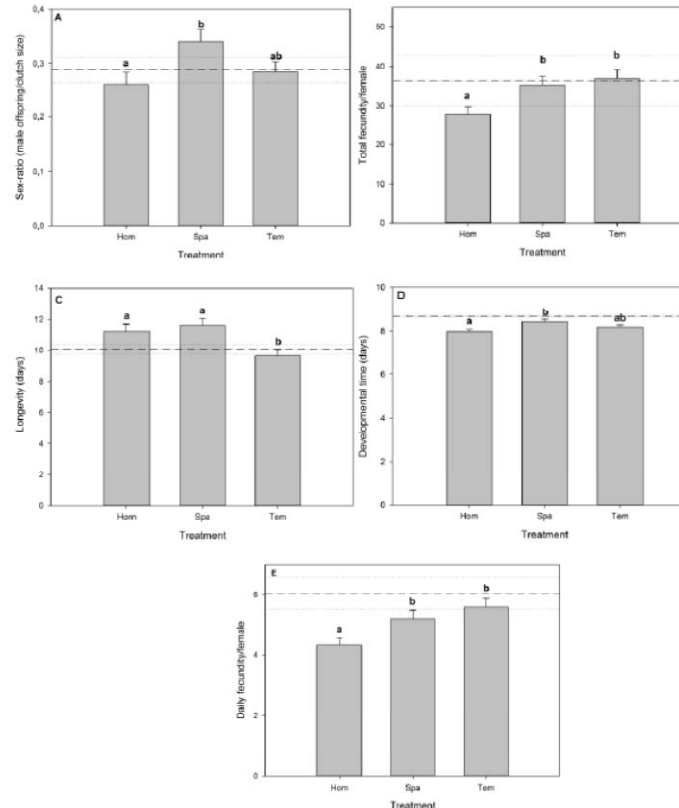 A
Sex-ratio (male offspring/clutch size)
0,4
0,3
0,2
0,1
0,0
a
b
ab
Hom
Spa
Tem
Treatment
Total fecundity/female
50
40
30
20
10
0
a
b
b
Hom
Spa
Tem
Treatment
C
Longevity (days)
14
12
10
8
6
4
2
0
a
a
b
Hom
Spa
Tem
Treatment
D
Developmental time (days)
10
8
6
4
2
0
a
b
ab
Hom
Spa
Tem
Treatment
E
Daily fecundity/female
6
4
2
0
a
b
b
Hom
Spa
Tem
Treatment